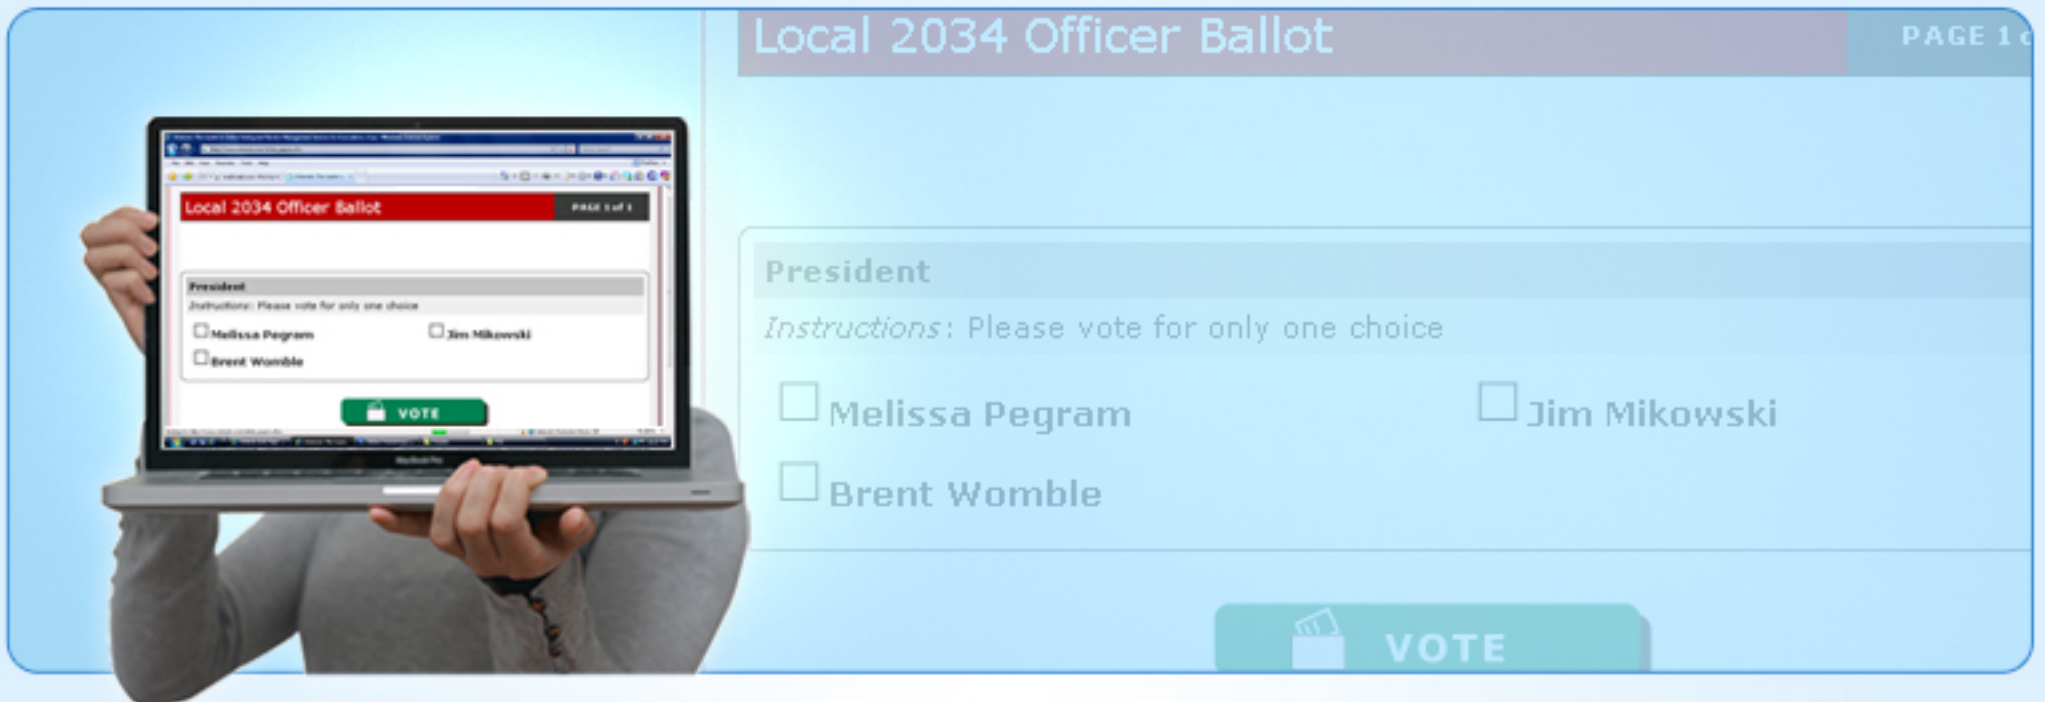 Local 2034 Officer Ballot
PAGE 1 of 1
President
Instructions: Please vote for only one choice
Melissa Pegram
Jim Mikowski
Brent Womble
VOTE
MacBook Pro
Local 2034 Officer Ballot
PAGE 1
President
Instructions: Please vote for only one choice
Melissa Pegram
Jim Mikowski
Brent Womble
VOTE